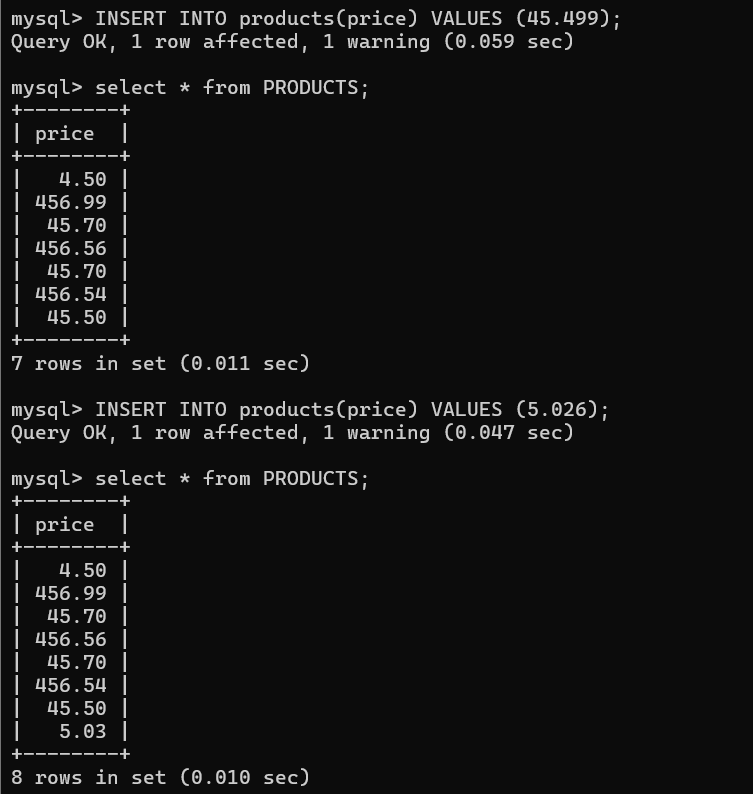 mysql> INSERT INTO products(price) VALUES (45.499);
Query OK, 1 row affected, 1 warning (0.059 sec)
mysql> select * from PRODUCTS;
+--------+
| price  |
+--------+
|   4.50 |
| 456.99 |
|  45.70 |
| 456.56 |
|  45.70 |
| 456.54 |
|  45.50 |
+--------+
7 rows in set (0.011 sec)
mysql> INSERT INTO products(price) VALUES (5.026);
Query OK, 1 row affected, 1 warning (0.047 sec)
mysql> select * from PRODUCTS;
+--------+
| price  |
+--------+
|   4.50 |
| 456.99 |
|  45.70 |
| 456.56 |
|  45.70 |
| 456.54 |
|  45.50 |
|   5.03 |
+--------+
8 rows in set (0.010 sec)